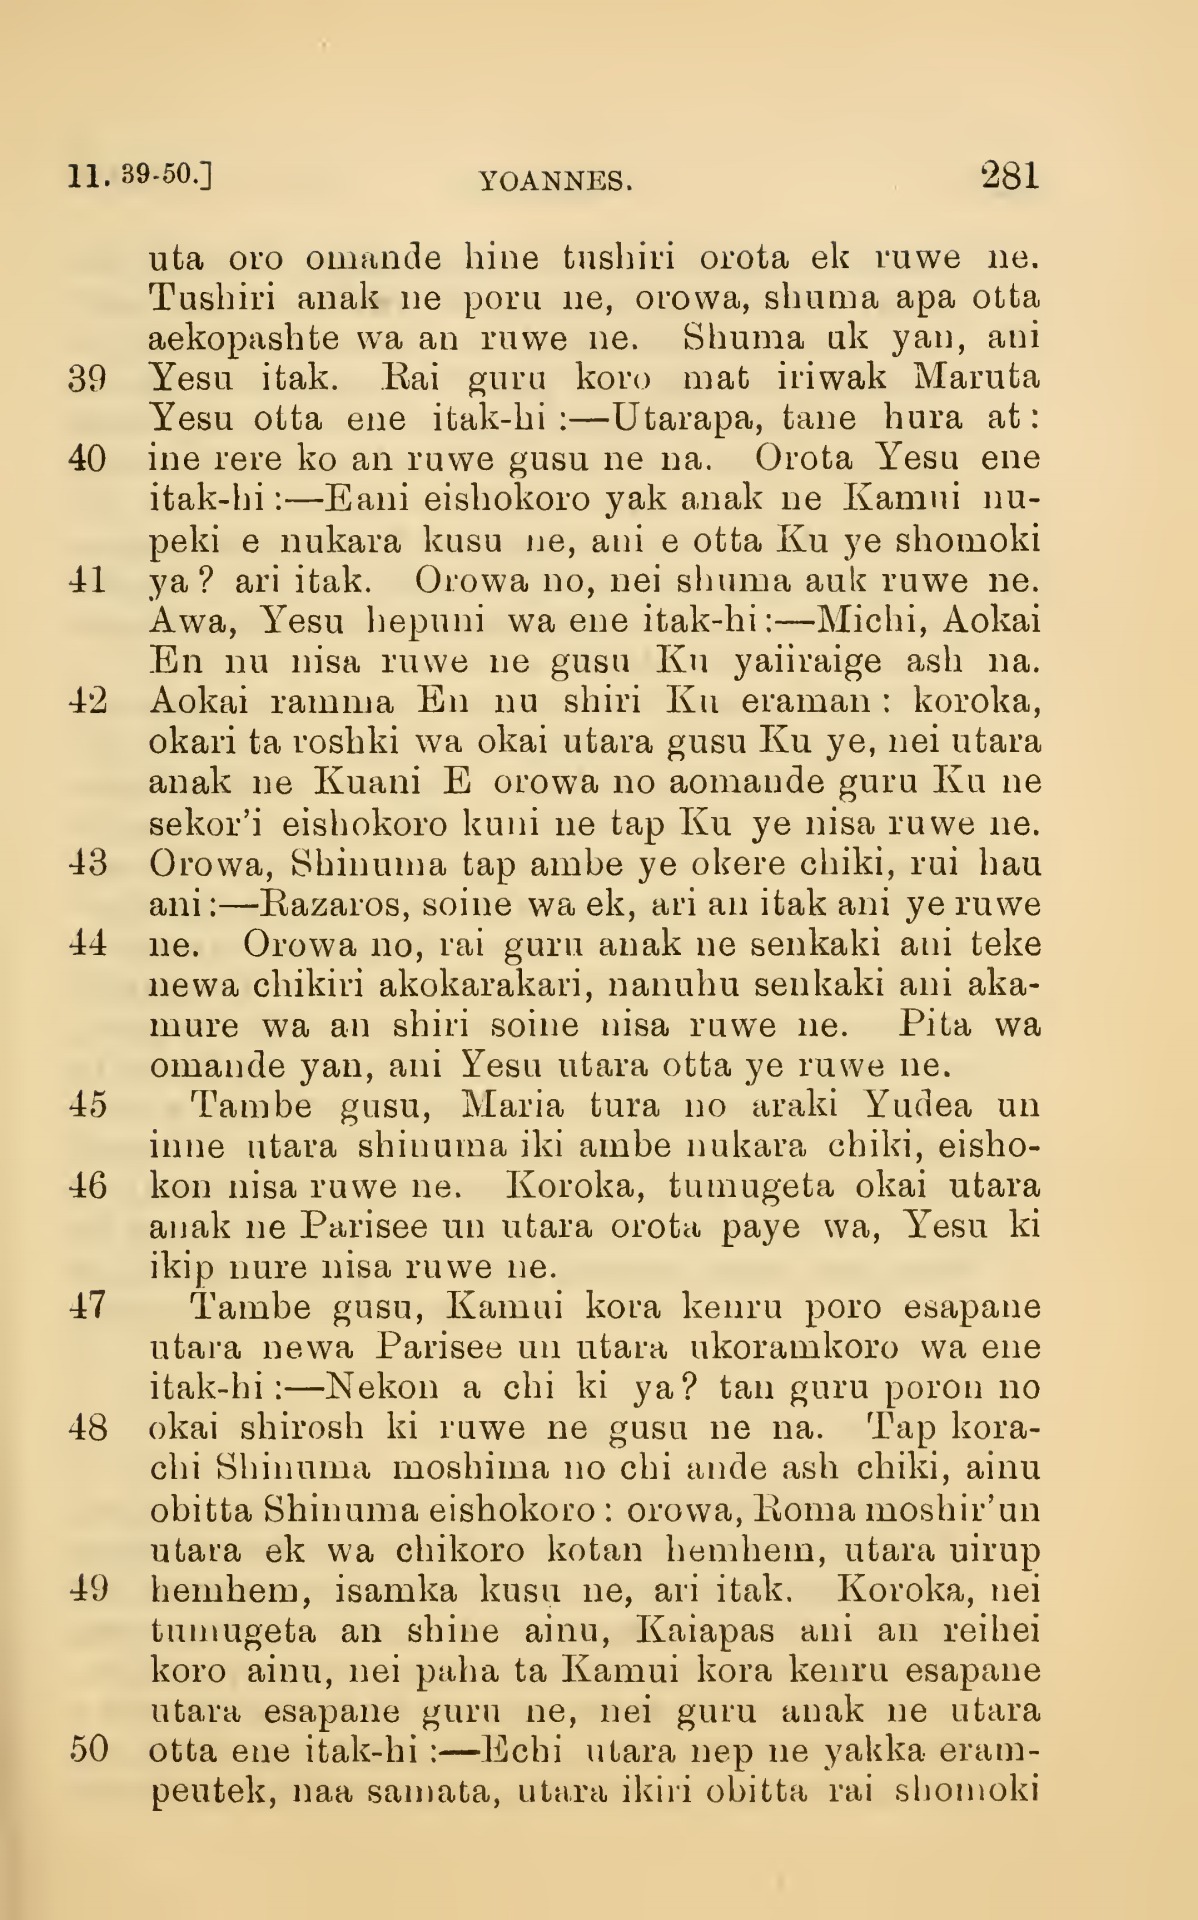 11. 39-50.] YOANNES. 281
uta oro omande hine tushiri orota ek ruwe ne.
Tushiri anak ne poru ne, orowa, shuma apa otta
aekopashte wa an ruwe ne. Shuma uk yan, ani
39 Yesu itak. Rai guru koro mat iriwak Maruta
Yesu otta ene itak-hi :—Utarapa, tane hura at :
40 ine rere ko an ruwe gusu ne na. Orota Yesu ene
itak-hi :—Eani eishokoro yak anak ne Kamui nu-
peki e nukara kusu ne, ani e otta Ku ye shomoki
41 ya? ari itak. Orowa no, nei shuma auk ruwe ne.
Awa, Yesu hepuni wa ene itak-hi :—Michi, Aokai
En nu nisa ruwe ne gusu Ku yaiiraige ash na.
42 Aokai ramma En nu shiri Ku eraman : koroka,
okari ta roshki wa okai utara gusu Ku ye, nei utara
anak ne Kuani E orowa no aomande guru Ku ne
sekor'i eishokoro kuni ne tap Ku ye nisa ruwe ne.
43 Orowa, Shinuma tap ambe ye okere chiki, rui hau
ani :—Razaros, soine wa ek, ari an itak ani ye ruwe
44 ne. Orowa no, rai guru anak ne senkaki ani teke
newa chikiri akokarakari, nanuhu senkaki ani aka-
mure wa an shiri soine nisa ruwe ne. Pita wa
omande yan, ani Yesu utara otta ye ruwe ne.
45 Tambe gusu, Maria tura no araki Yudea un
inne utara shinuma iki ambe nukara chiki, eisho-
46 kon nisa ruwe ne. Koroka, tumugeta okai utara
anak ne Parisee un utara orota paye wa, Yesu ki
ikip nure nisa ruwe ne.
47 Tambe gusu, Kamui kora kenru poro esapane
utara newa Parisee un utara ukoramkoro wa ene
itak-hi :—Nekon a chi ki ya? tan guru poron no
48 okai shirosh ki ruwe ne gusu ne na. Tap kora-
chi Shinuma moshima no chi ande ash chiki, ainu
obitta Shinuma eishokoro : orowa, Roma moshir'un
utara ek wa chikoro kotan hemhem, utara uirup
49 hemhem, isamka kusu ne, ari itak. Koroka, nei
tumugeta an shine ainu, Kaiapas ani an reihei
koro ainu, nei paha ta Kamui kora kenru esapane
utara esapane guru ne, nei guru anak ne utara
50 otta ene itak-hi :—Echi utara nep ne yakka eram-
peutek, naa samata, utara ikiri obitta rai shomoki